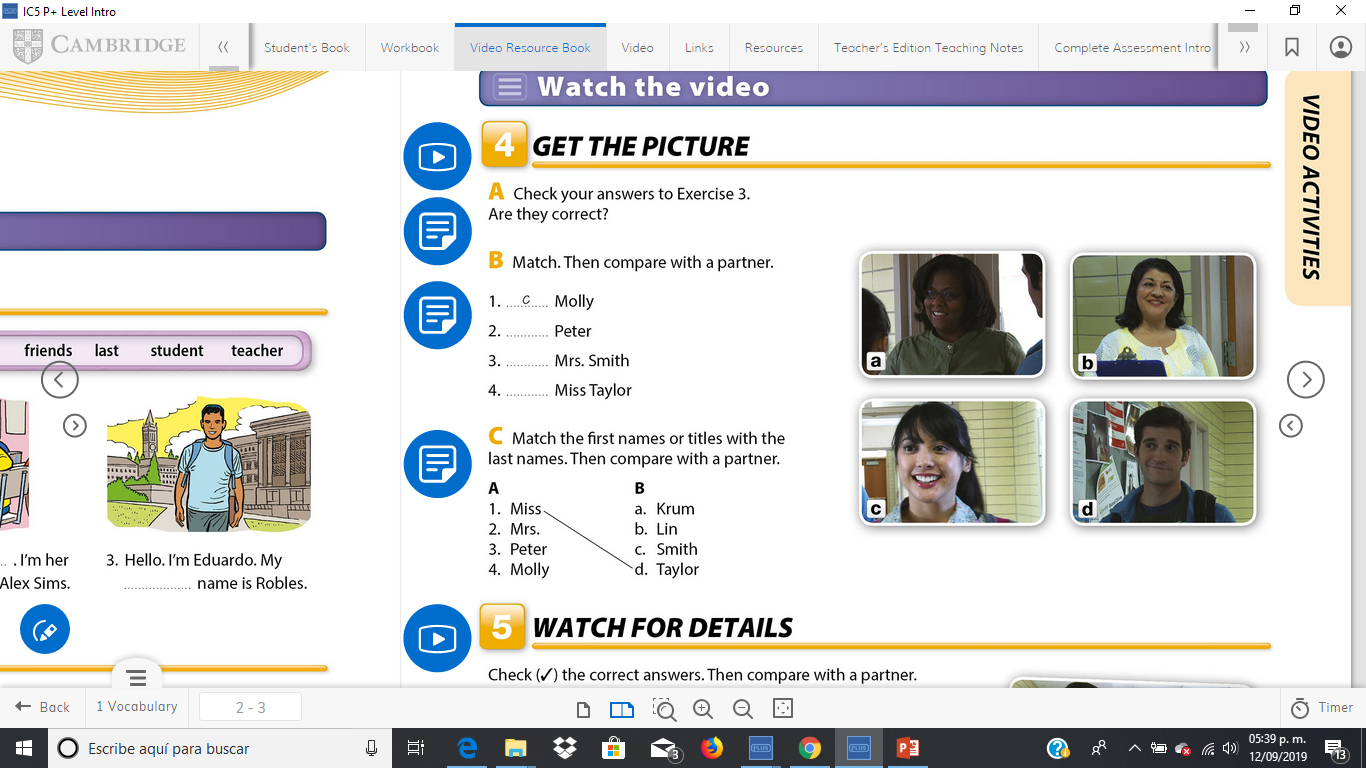 IC5 P+ Level Intro
CAMBRIDGE
Student's Book
Workbook
Video Resource Book
Video
Links
Resources
Teacher's Edition Teaching Notes
Complete Assessment Intro
friends last student teacher
.. . I'm her
Alex Sims.
3. Hello. I'm Eduardo. My
................... name is Robles.
Watch the video
VIDEO ACTIVITIES
4 GET THE PICTURE
A Check your answers to Exercise 3.
Are they correct?
B Match. Then compare with a partner.
1. .....c..... Molly
2. ............ Peter
3. ............ Mrs. Smith
4. ............ Miss Taylor
a
b
c
d
C Match the first names or titles with the
last names. Then compare with a partner.
A B
1. Miss a. Krum
2. Mrs. b. Lin
3. Peter c. Smith
4. Molly d. Taylor
5 WATCH FOR DETAILS
Check (✓) the correct answers. Then compare with a partner.
Back
1 Vocabulary
2 - 3
Timer
Escribe aquí para buscar
3
PLUS
PLUS
05:39 p. m.
12/09/2019
13